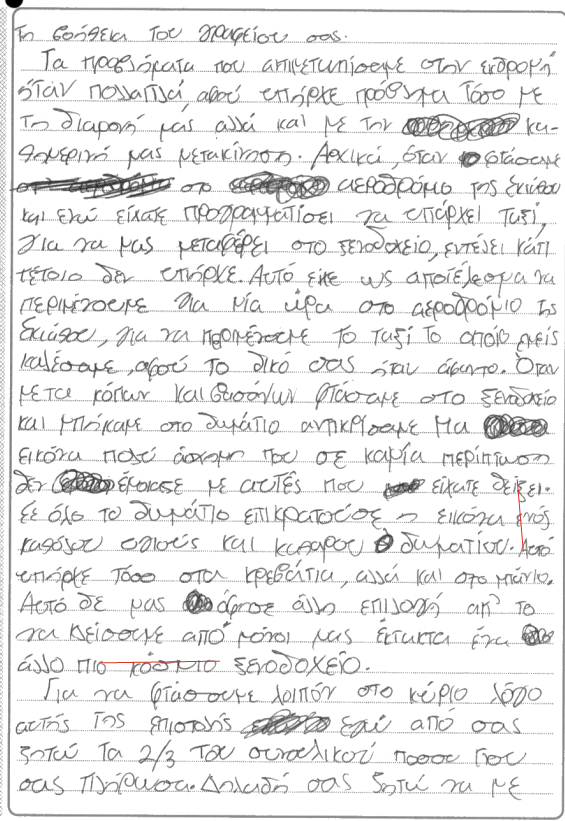 τη βοήθεια του γραφείου σας.
Τα προβλήματα που αντιμετωπίσαμε στην εκδρομή
ήταν πολλαπλά, αφού υπήρχε πρόβλημα τόσο με
τη διαμονή μας αλλά και με την κα-
θημερινή μας μετακίνηση. Αρχικά, όταν φτάσαμε
στο αεροδρόμιο της Σκιάθου
και ενώ είχατε προγραμματίσει να υπάρχει ταξί,
για να μας μεταφέρει στο ξενοδοχείο, εντέλει κάτι
τέτοιο δεν υπήρχε. Αυτό είχε ως αποτέλεσμα να
περιμένουμε για μία ώρα στο αεροδρόμιο της
Σκιάθου, για να περιμένουμε το ταξί το οποίο εμείς
καλέσαμε, αφού το δικό σας ήταν άφαντο. Όταν
μετά κόπων και βασάνων φτάσαμε στο ξενοδοχείο
και μπήκαμε στο δωμάτιο αντικρίσαμε μια
εικόνα πολύ άσχημη που σε καμία περίπτωση
δεν έμοιαζε με αυτές που είχατε δείξει.
Σε όλο το δωμάτιο επικρατούσε η εικόνα ενός
καθόλου υγιούς και καθαρού δωματίου. Αυτό
υπήρχε τόσο στα κρεβάτια, αλλά και στο μπάνιο.
Αυτό δε μας άφησε άλλη επιλογή απ' το
να κλείσουμε από μόνοι μας έκτακτα ένα
άλλο πιο κόσμιο ξενοδοχείο.
Για να φτάσουμε λοιπόν στο κύριο λόγο
αυτής της επιστολής εγώ από σας
ζητώ τα 2/3 του συνολικού ποσού που
σας πλήρωσα. Δηλαδή σας ζητώ να με